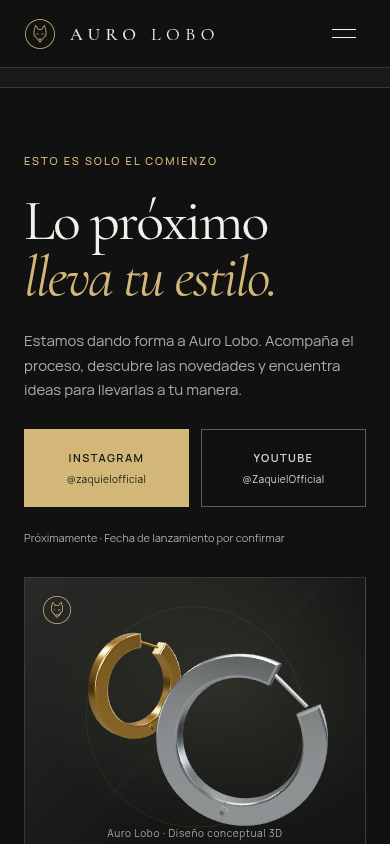 AURO LOBO
ESTO ES SOLO EL COMIENZO
Lo próximo
lleva tu estilo.
Estamos dando forma a Auro Lobo. Acompaña el
proceso, descubre las novedades y encuentra
ideas para llevarlas a tu manera.
INSTAGRAM
@zaquielofficial
YOUTUBE
@ZaquielOfficial
Próximamente · Fecha de lanzamiento por confirmar
Auro Lobo · Diseño conceptual 3D